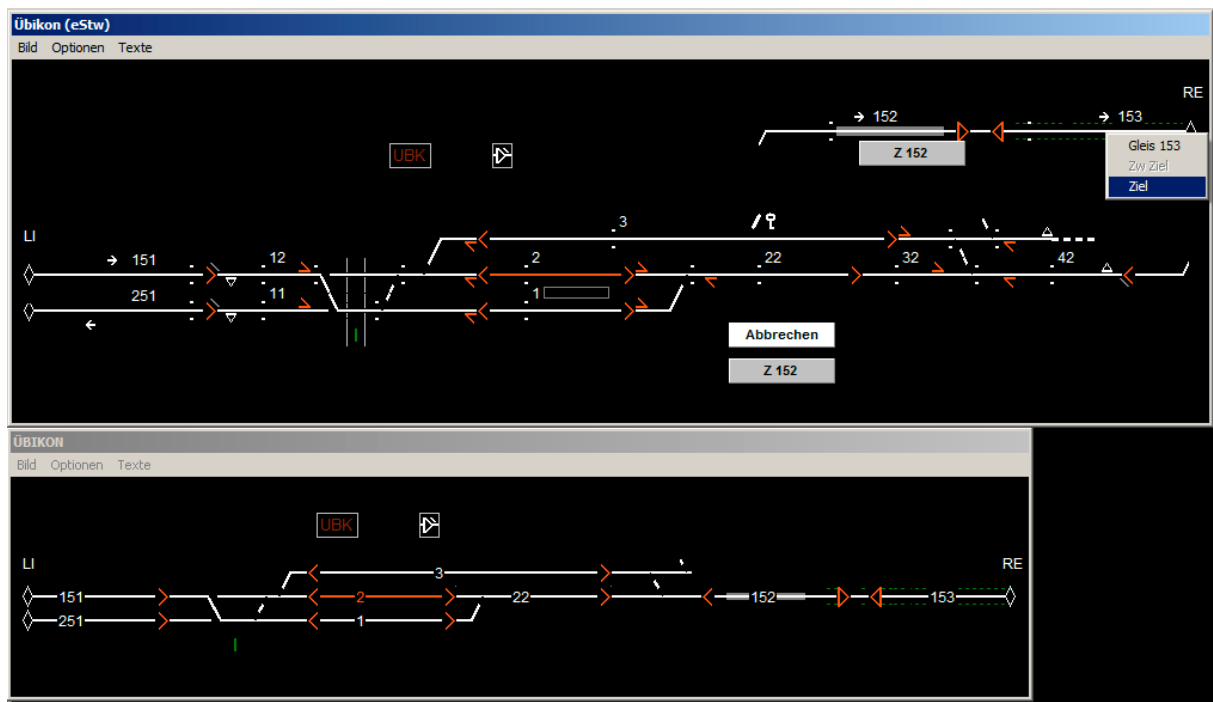 Übikon (eStw)
Bild Optionen Texte
RE
152 153
UBK
Z 152
Gleis 153
Zw Ziel
Ziel
3
LI
151 12 2 22 32 42
251 11 1
Abbrechen
Z 152
ÜBIKON
Bild Optionen Texte
UBK
LI RE
3
151 2 22 152 153
251 1